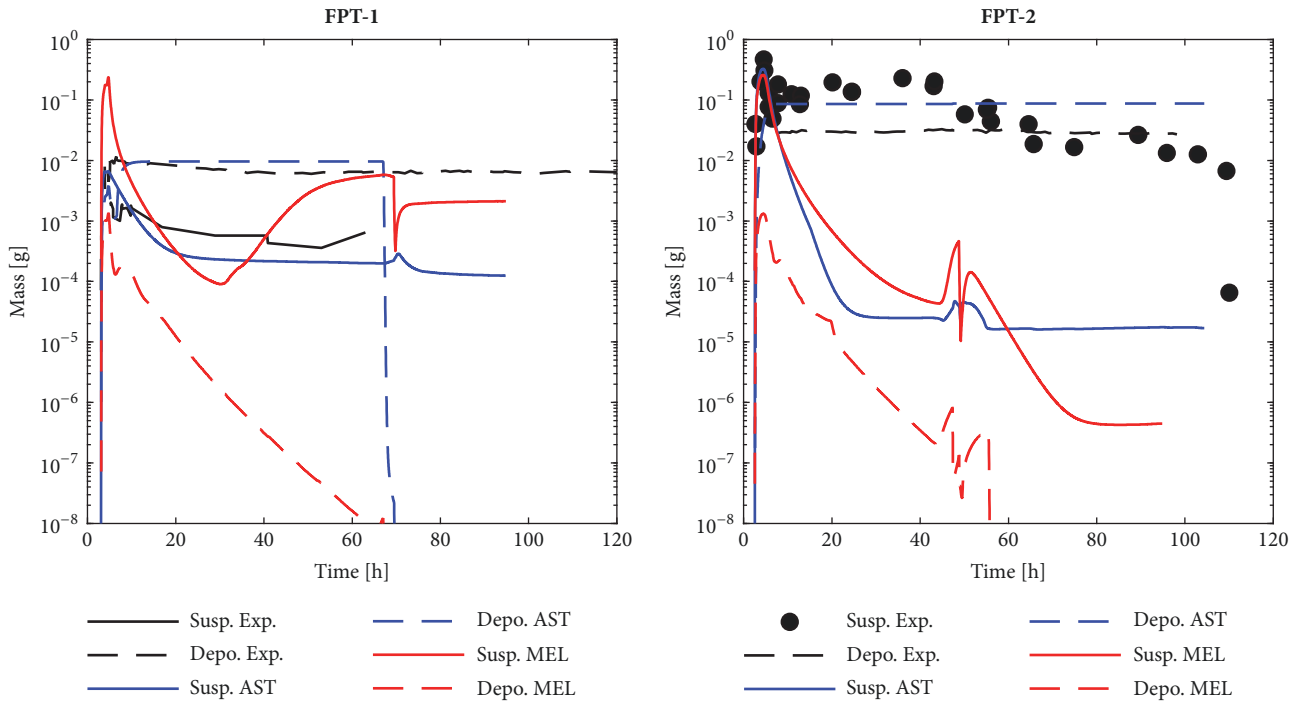 FPT-1
10^0
10^-1
10^-2
10^-3
10^-4
10^-5
10^-6
10^-7
10^-8
Mass [g]
0 20 40 60 80 100 120
Time [h]
Susp. Exp.
Depo. Exp.
Susp. AST
Depo. AST
Susp. MEL
Depo. MEL
FPT-2
10^0
10^-1
10^-2
10^-3
10^-4
10^-5
10^-6
10^-7
10^-8
Mass [g]
0 20 40 60 80 100 120
Time [h]
Susp. Exp.
Depo. Exp.
Susp. AST
Depo. AST
Susp. MEL
Depo. MEL